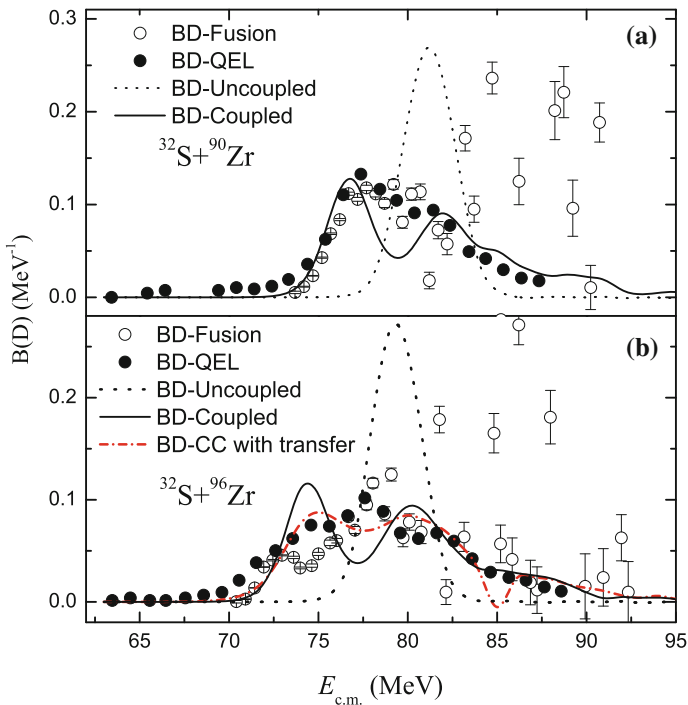 0.3
(a)
BD-Fusion
BD-QEL
BD-Uncoupled
BD-Coupled
0.2
³²S+⁹⁰Zr
0.1
0.0
B(D) (MeV⁻¹)
(b)
BD-Fusion
BD-QEL
BD-Uncoupled
BD-Coupled
BD-CC with transfer
0.2
³²S+⁹⁶Zr
0.1
0.0
65 70 75 80 85 90 95
E c.m. (MeV)